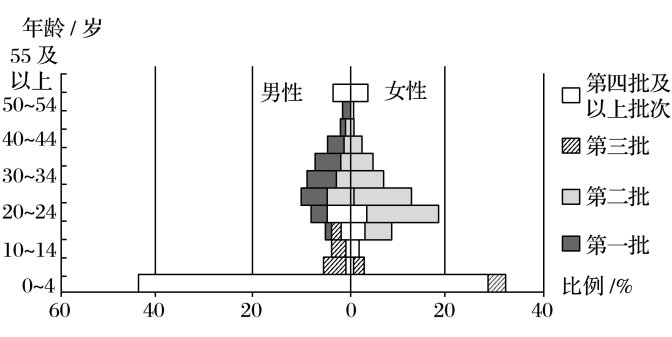 年龄 / 岁
55 及
以上
50~54
40~44
30~34
20~24
10~14
0~4
男性
女性
60
40
20
0
20
40
第四批及
以上批次
第三批
第二批
第一批
比例 /%